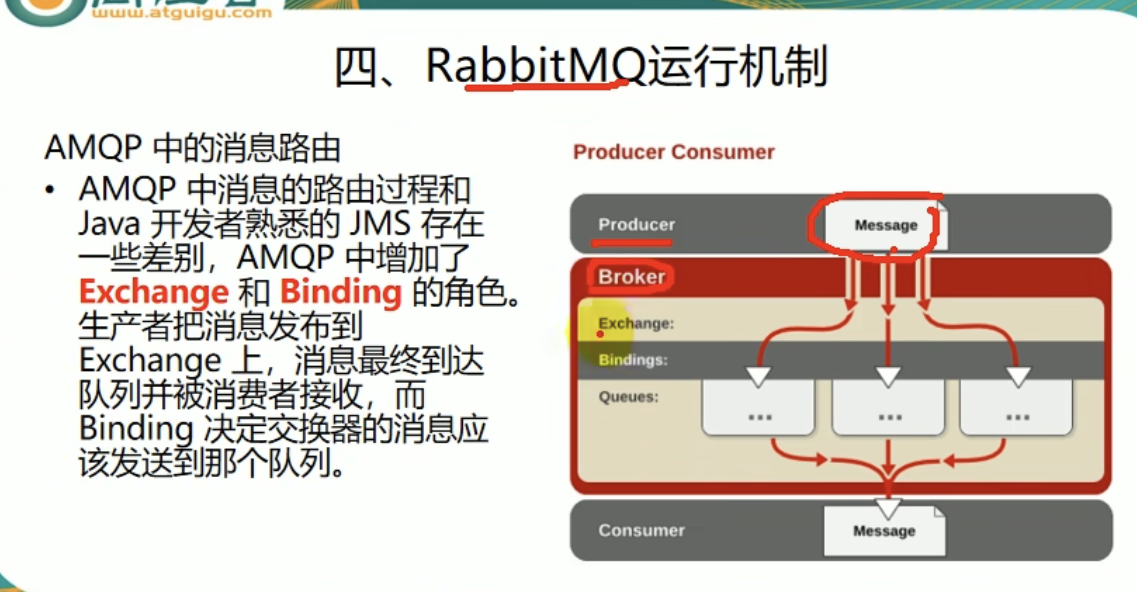 www.atguigu.com
四、RabbitMQ运行机制
AMQP 中的消息路由
• AMQP 中消息的路由过程和
Java 开发者熟悉的 JMS 存在
一些差别，AMQP 中增加了
Exchange 和 Binding 的角色。
生产者把消息发布到
Exchange 上，消息最终到达
队列并被消费者接收，而
Binding 决定交换器的消息应
该发送到那个队列。
Producer Consumer
Producer
Message
Broker
Exchange:
Bindings:
Queues:
...
...
...
Consumer
Message